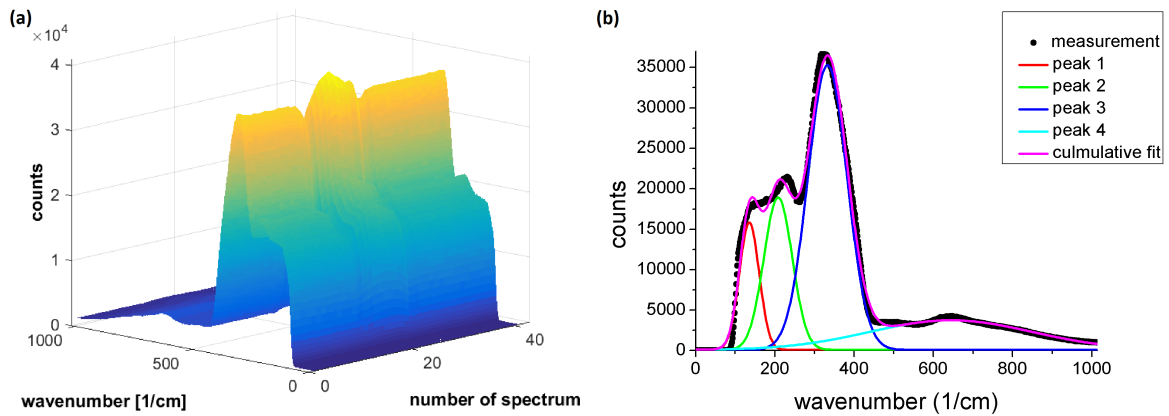 (a)
×10⁴
4
3
2
1
0
counts
1000
500
0
wavenumber [1/cm]
0
20
40
number of spectrum
(b)
measurement
peak 1
peak 2
peak 3
peak 4
culmulative fit
35000
30000
25000
20000
15000
10000
5000
0
counts
0 200 400 600 800 1000
wavenumber (1/cm)